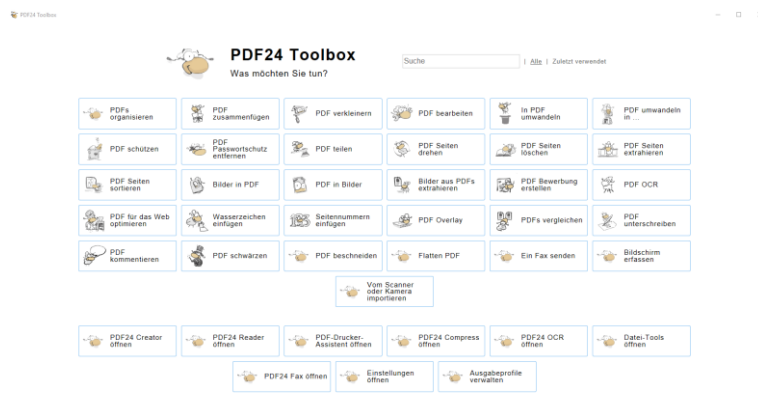 PDF24 Toolbox
PDF24 Toolbox
Was möchten Sie tun?
Suche | Alle | Zuletzt verwendet
PDFs
organisieren
PDF
zusammenfügen
PDF verkleinern
PDF bearbeiten
In PDF
umwandeln
PDF umwandeln
in ...
PDF schützen
PDF
Passwortschutz
entfernen
PDF teilen
PDF Seiten
drehen
PDF Seiten
löschen
PDF Seiten
extrahieren
PDF Seiten
sortieren
Bilder in PDF
PDF in Bilder
Bilder aus PDFs
extrahieren
PDF Bewerbung
erstellen
PDF OCR
PDF für das Web
optimieren
Wasserzeichen
einfügen
Seitennummern
einfügen
PDF Overlay
PDFs vergleichen
PDF
unterschreiben
PDF
kommentieren
PDF schwärzen
PDF beschneiden
Flatten PDF
Ein Fax senden
Bildschirm
erfassen
Vom Scanner
oder Kamera
importieren
PDF24 Creator
öffnen
PDF24 Reader
öffnen
PDF-Drucker-
Assistent öffnen
PDF24 Compress
öffnen
PDF24 OCR
öffnen
Datei-Tools
öffnen
PDF24 Fax öffnen
Einstellungen
öffnen
Ausgabeprofile
verwalten